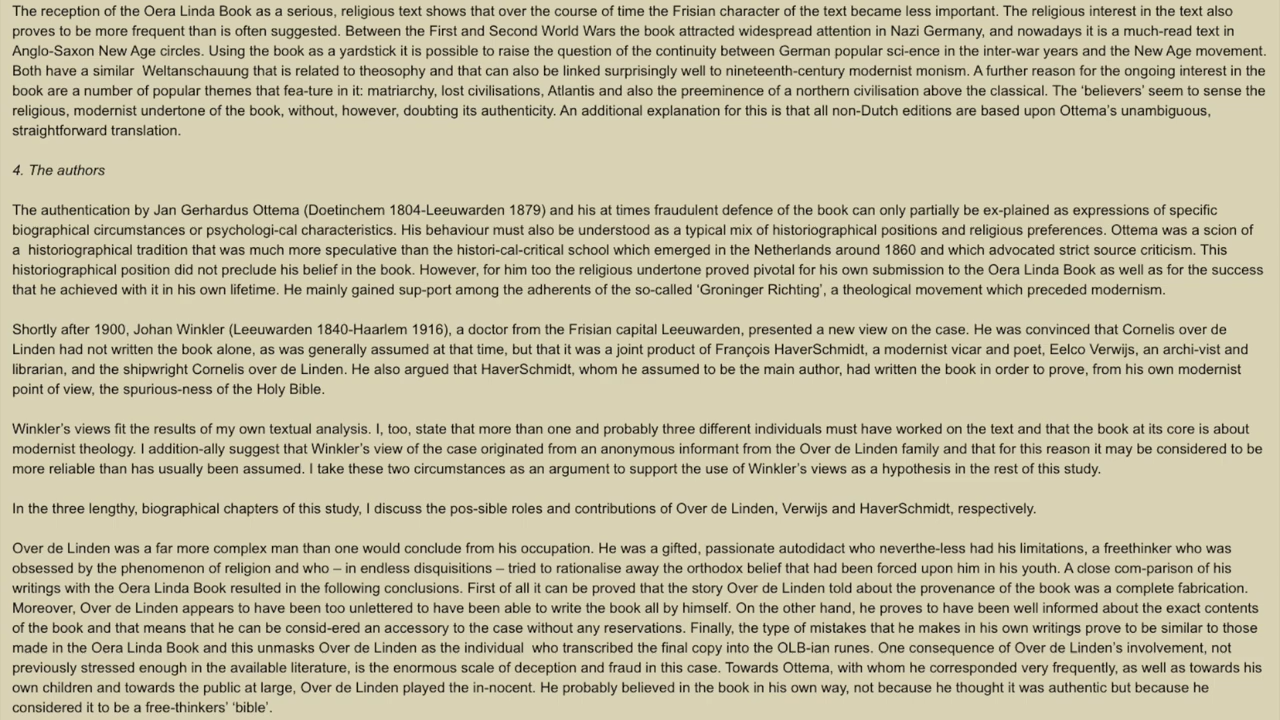 The reception of the Oera Linda Book as a serious, religious text shows that over the course of time the Frisian character of the text became less important. The religious interest in the text also
proves to be more frequent than is often suggested. Between the First and Second World Wars the book attracted widespread attention in Nazi Germany, and nowadays it is a much-read text in
Anglo-Saxon New Age circles. Using the book as a yardstick it is possible to raise the question of the continuity between German popular sci-ence in the inter-war years and the New Age movement.
Both have a similar  Weltanschauung that is related to theosophy and that can also be linked surprisingly well to nineteenth-century modernist monism. A further reason for the ongoing interest in the
book are a number of popular themes that fea-ture in it: matriarchy, lost civilisations, Atlantis and also the preeminence of a northern civilisation above the classical. The ‘believers’ seem to sense the
religious, modernist undertone of the book, without, however, doubting its authenticity. An additional explanation for this is that all non-Dutch editions are based upon Ottema’s unambiguous,
straightforward translation.
4. The authors
The authentication by Jan Gerhardus Ottema (Doetinchem 1804-Leeuwarden 1879) and his at times fraudulent defence of the book can only partially be ex-plained as expressions of specific
biographical circumstances or psychologi-cal characteristics. His behaviour must also be understood as a typical mix of historiographical positions and religious preferences. Ottema was a scion of
a  historiographical tradition that was much more speculative than the histori-cal-critical school which emerged in the Netherlands around 1860 and which advocated strict source criticism. This
historiographical position did not preclude his belief in the book. However, for him too the religious undertone proved pivotal for his own submission to the Oera Linda Book as well as for the success
that he achieved with it in his own lifetime. He mainly gained sup-port among the adherents of the so-called ‘Groninger Richting’, a theological movement which preceded modernism.
Shortly after 1900, Johan Winkler (Leeuwarden 1840-Haarlem 1916), a doctor from the Frisian capital Leeuwarden, presented a new view on the case. He was convinced that Cornelis over de
Linden had not written the book alone, as was generally assumed at that time, but that it was a joint product of François HaverSchmidt, a modernist vicar and poet, Eelco Verwijs, an archi-vist and
librarian, and the shipwright Cornelis over de Linden. He also argued that HaverSchmidt, whom he assumed to be the main author, had written the book in order to prove, from his own modernist
point of view, the spurious-ness of the Holy Bible.
Winkler’s views fit the results of my own textual analysis. I, too, state that more than one and probably three different individuals must have worked on the text and that the book at its core is about
modernist theology. I addition-ally suggest that Winkler’s view of the case originated from an anonymous informant from the Over de Linden family and that for this reason it may be considered to be
more reliable than has usually been assumed. I take these two circumstances as an argument to support the use of Winkler’s views as a hypothesis in the rest of this study.
In the three lengthy, biographical chapters of this study, I discuss the pos-sible roles and contributions of Over de Linden, Verwijs and HaverSchmidt, respectively.
Over de Linden was a far more complex man than one would conclude from his occupation. He was a gifted, passionate autodidact who neverthe-less had his limitations, a freethinker who was
obsessed by the phenomenon of religion and who – in endless disquisitions – tried to rationalise away the orthodox belief that had been forced upon him in his youth. A close com-parison of his
writings with the Oera Linda Book resulted in the following conclusions. First of all it can be proved that the story Over de Linden told about the provenance of the book was a complete fabrication.
Moreover, Over de Linden appears to have been too unlettered to have been able to write the book all by himself. On the other hand, he proves to have been well informed about the exact contents
of the book and that means that he can be consid-ered an accessory to the case without any reservations. Finally, the type of mistakes that he makes in his own writings prove to be similar to those
made in the Oera Linda Book and this unmasks Over de Linden as the individual  who transcribed the final copy into the OLB-ian runes. One consequence of Over de Linden’s involvement, not
previously stressed enough in the available literature, is the enormous scale of deception and fraud in this case. Towards Ottema, with whom he corresponded very frequently, as well as towards his
own children and towards the public at large, Over de Linden played the in-nocent. He probably believed in the book in his own way, not because he thought it was authentic but because he
considered it to be a free-thinkers’ ‘bible’.